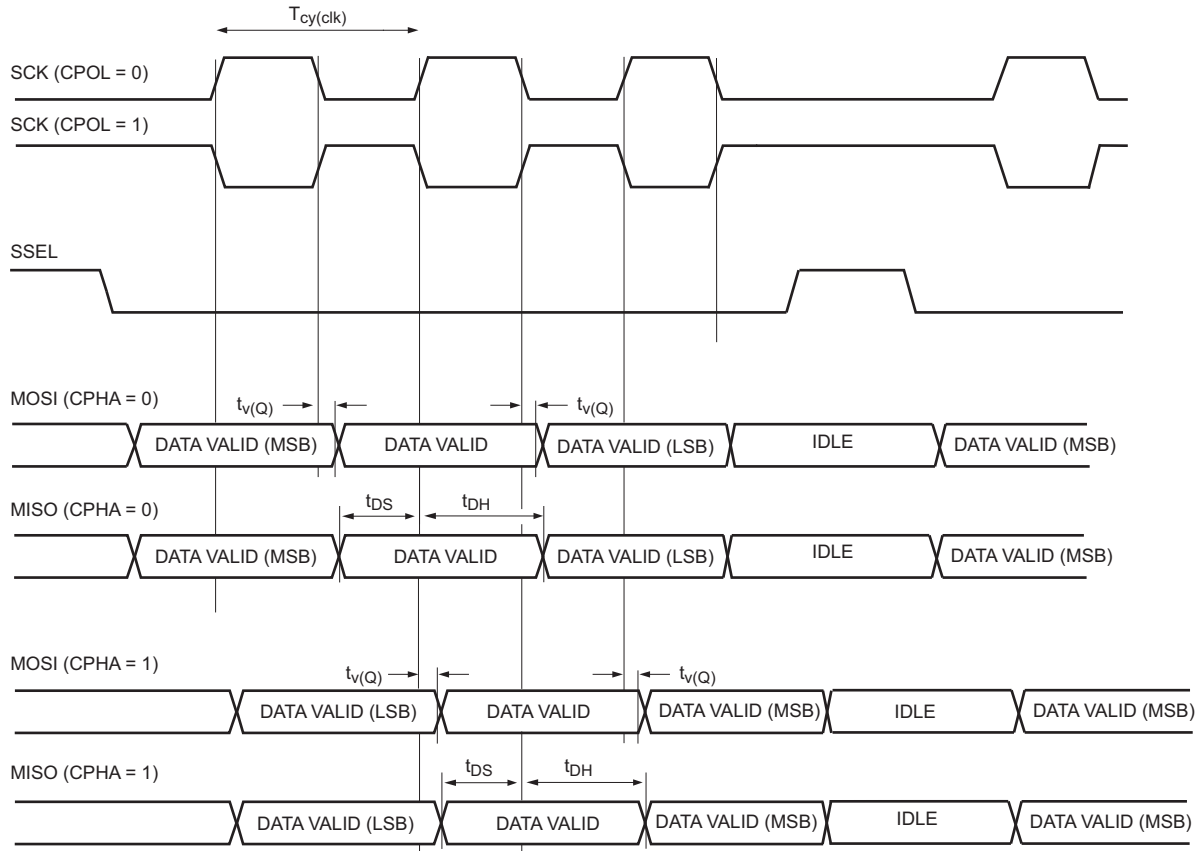 Tcy(clk)
SCK (CPOL = 0)
SCK (CPOL = 1)
SSEL
MOSI (CPHA = 0)
tv(Q) tv(Q)
DATA VALID (MSB) DATA VALID DATA VALID (LSB) IDLE DATA VALID (MSB)
MISO (CPHA = 0)
tDS tDH
DATA VALID (MSB) DATA VALID DATA VALID (LSB) IDLE DATA VALID (MSB)
MOSI (CPHA = 1)
tv(Q) tv(Q)
DATA VALID (LSB) DATA VALID DATA VALID (MSB) IDLE DATA VALID (MSB)
MISO (CPHA = 1)
tDS tDH
DATA VALID (LSB) DATA VALID DATA VALID (MSB) IDLE DATA VALID (MSB)